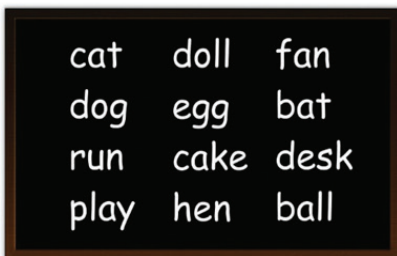 cat doll fan
dog egg bat
run cake desk
play hen ball